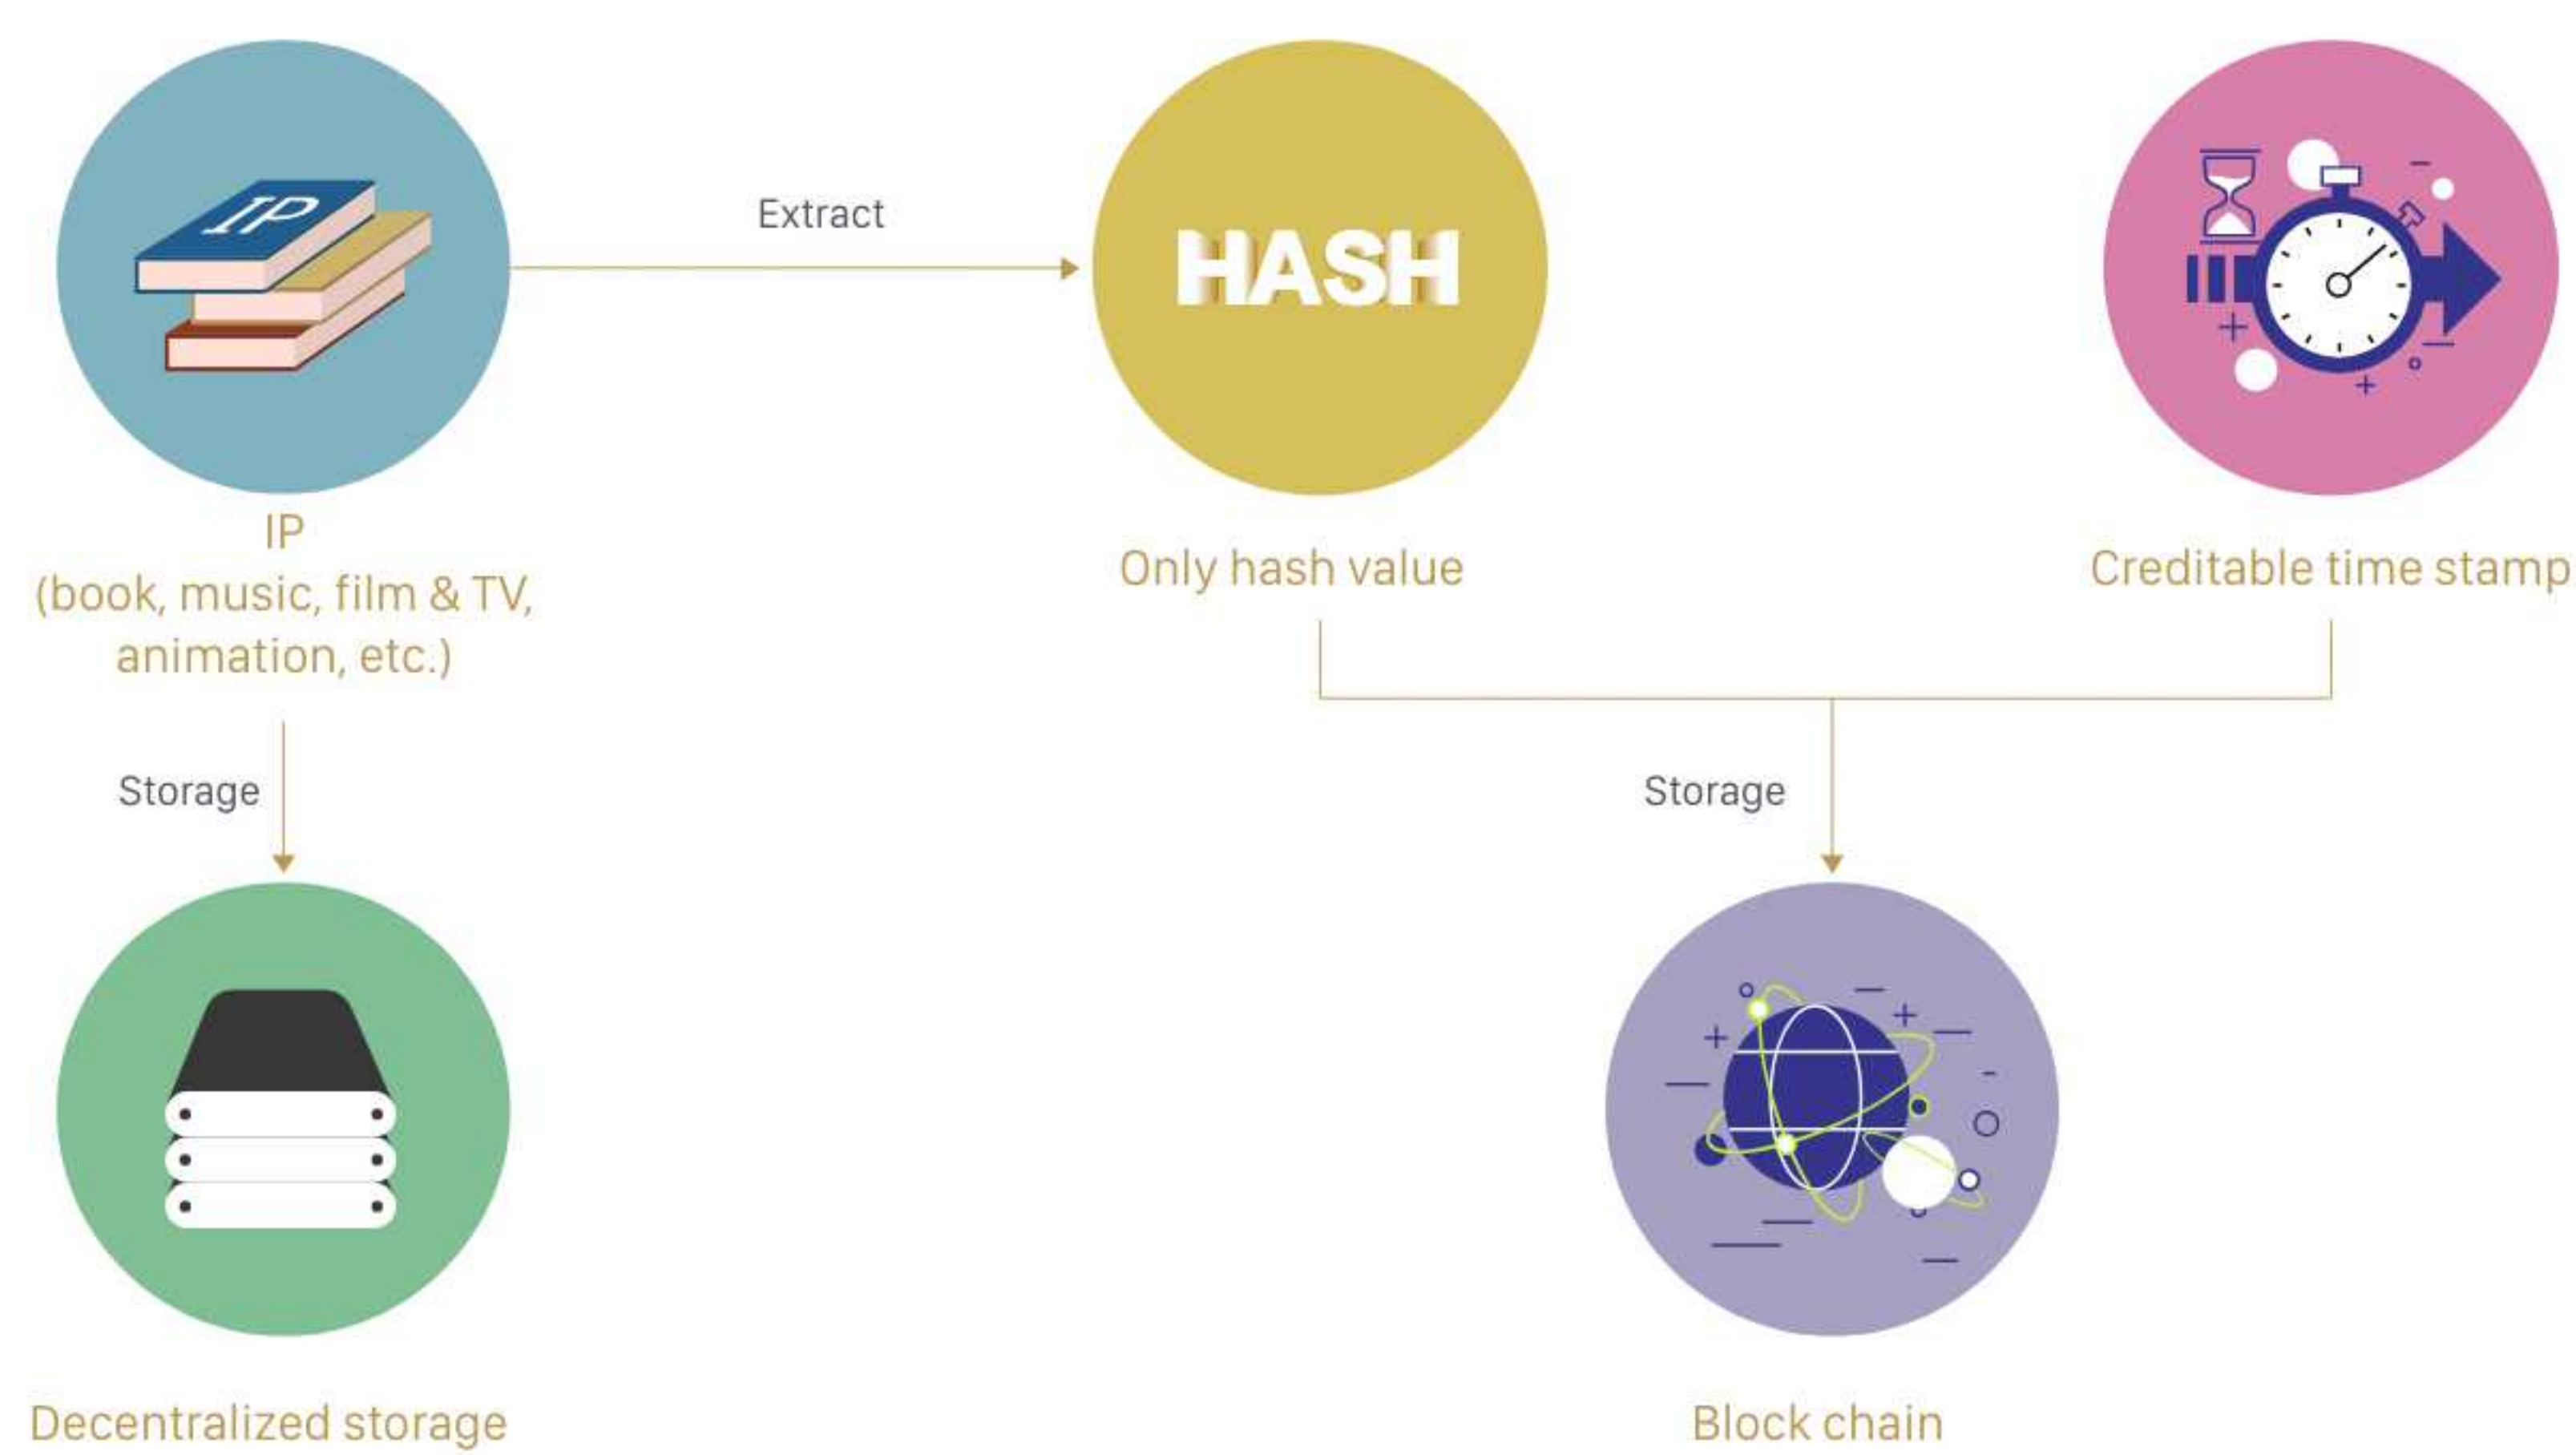 IP
Extract
HASH
IP
(book, music, film & TV,
animation, etc.)
Only hash value
Creditable time stamp
Storage
Storage
Decentralized storage
Block chain